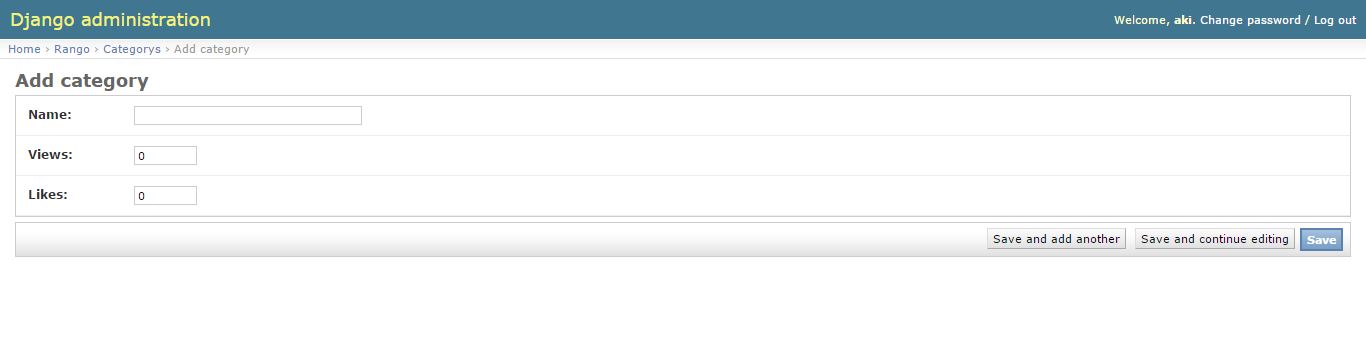 Django administration
Welcome, aki. Change password / Log out
Home › Rango › Categorys › Add category
Add category
Name:
Views: 0
Likes: 0
Save and add another Save and continue editing Save